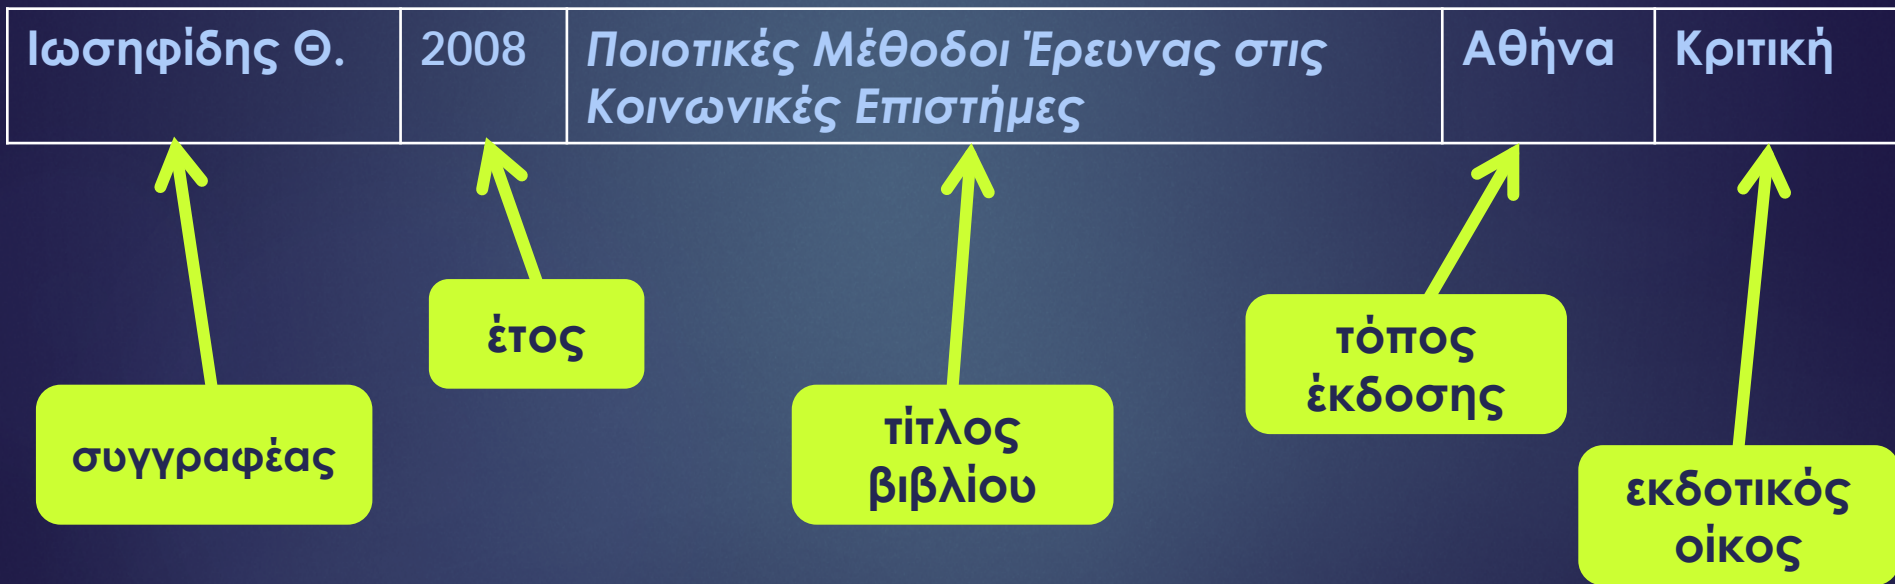 Ιωσηφίδης Θ. 2008 Ποιοτικές Μέθοδοι Έρευνας στις Αθήνα Κριτική
Κοινωνικές Επιστήμες
έτος
τόπος
έκδοσης
συγγραφέας
τίτλος
βιβλίου
εκδοτικός
οίκος